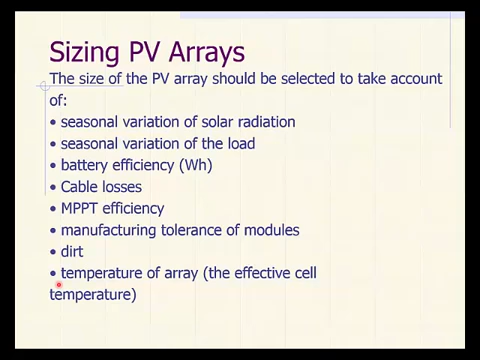 Sizing PV Arrays
The size of the PV array should be selected to take account
of:
• seasonal variation of solar radiation
• seasonal variation of the load
• battery efficiency (Wh)
• Cable losses
• MPPT efficiency
• manufacturing tolerance of modules
• dirt
• temperature of array (the effective cell
temperature)